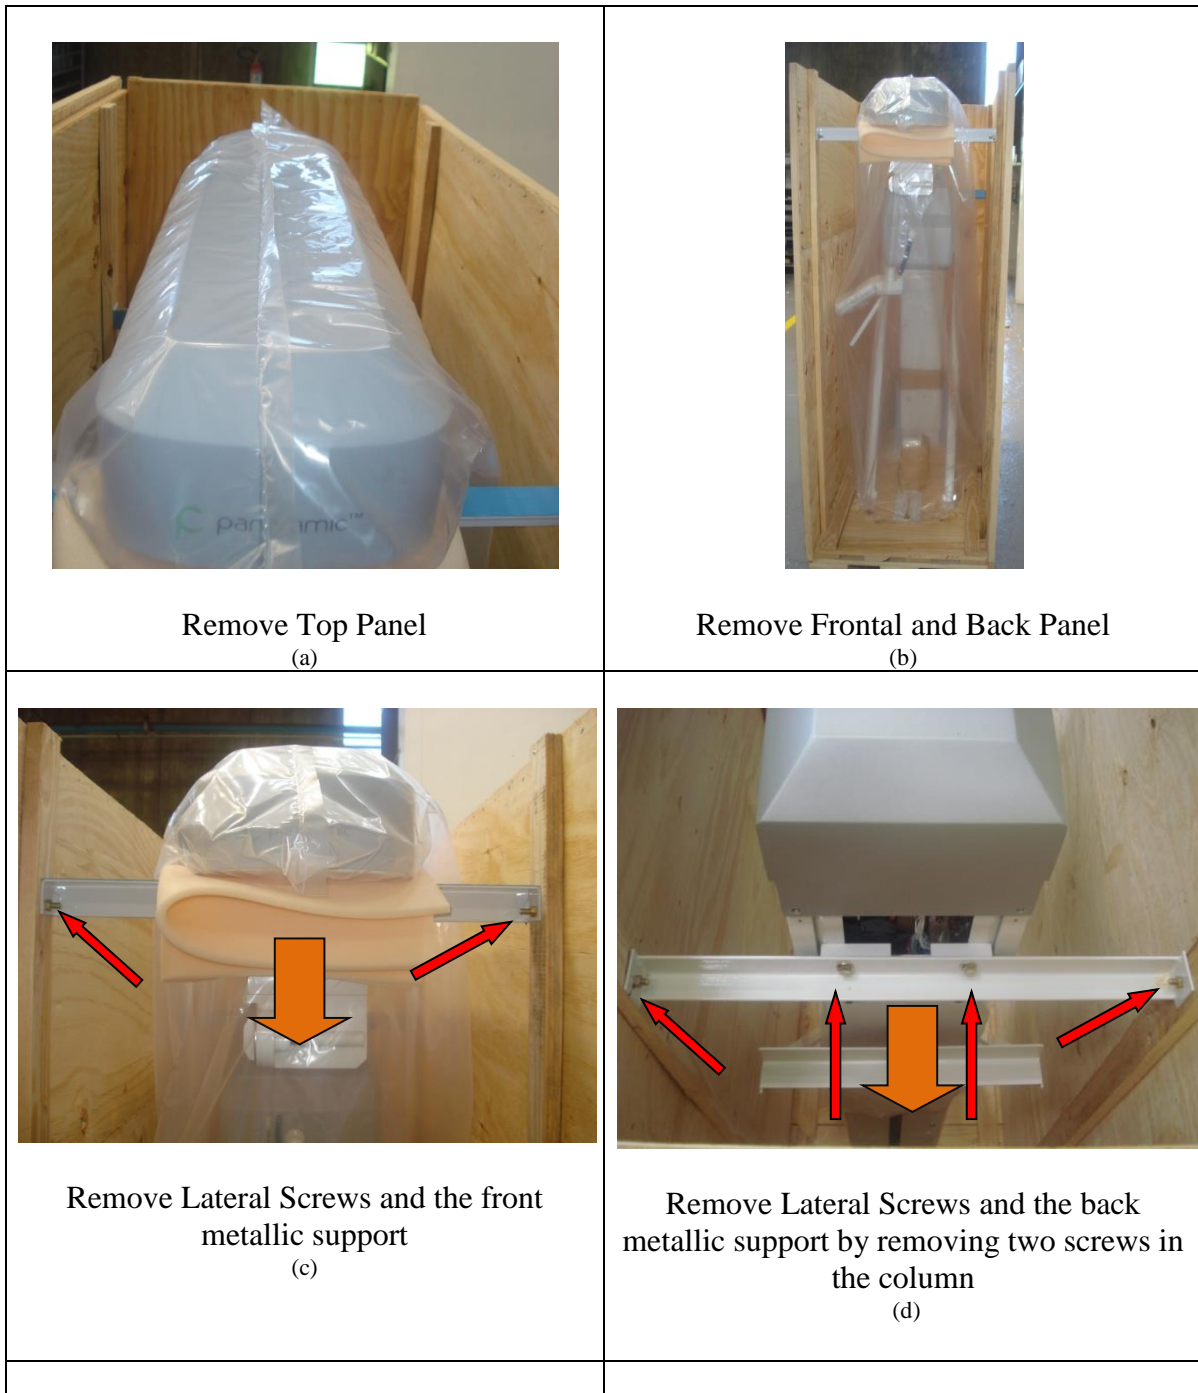 panoramic™
Remove Top Panel
(a)
Remove Frontal and Back Panel
(b)
Remove Lateral Screws and the front
metallic support
(c)
Remove Lateral Screws and the back
metallic support by removing two screws in
the column
(d)